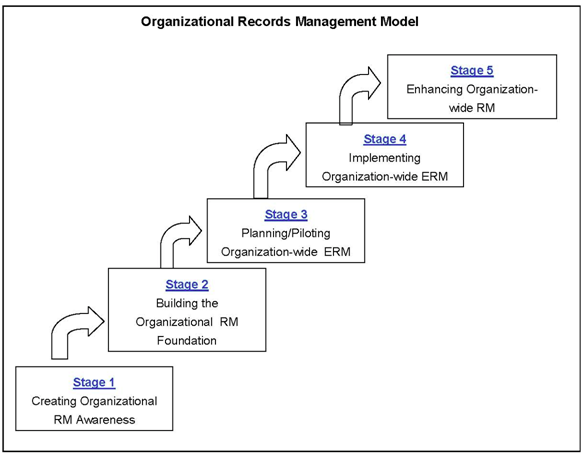 Organizational Records Management Model
Stage 5
Enhancing Organization-
wide RM
Stage 4
Implementing
Organization-wide ERM
Stage 3
Planning/Piloting
Organization-wide ERM
Stage 2
Building the
Organizational RM
Foundation
Stage 1
Creating Organizational
RM Awareness